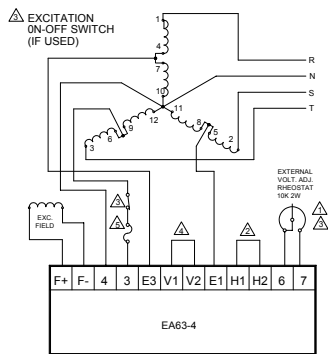 3 EXCITATION
0N-OFF SWITCH
(IF USED)
1
4
7
10
R
N
S
T
12
11
9
6
3
8
5
2
EXTERNAL
VOLT. ADJ.
RHEOSTAT
10K 2W
EXC.
FIELD
3
5
4
2
1
3
F+ F- 4 3 E3 V1 V2 E1 H1 H2 6 7
EA63-4